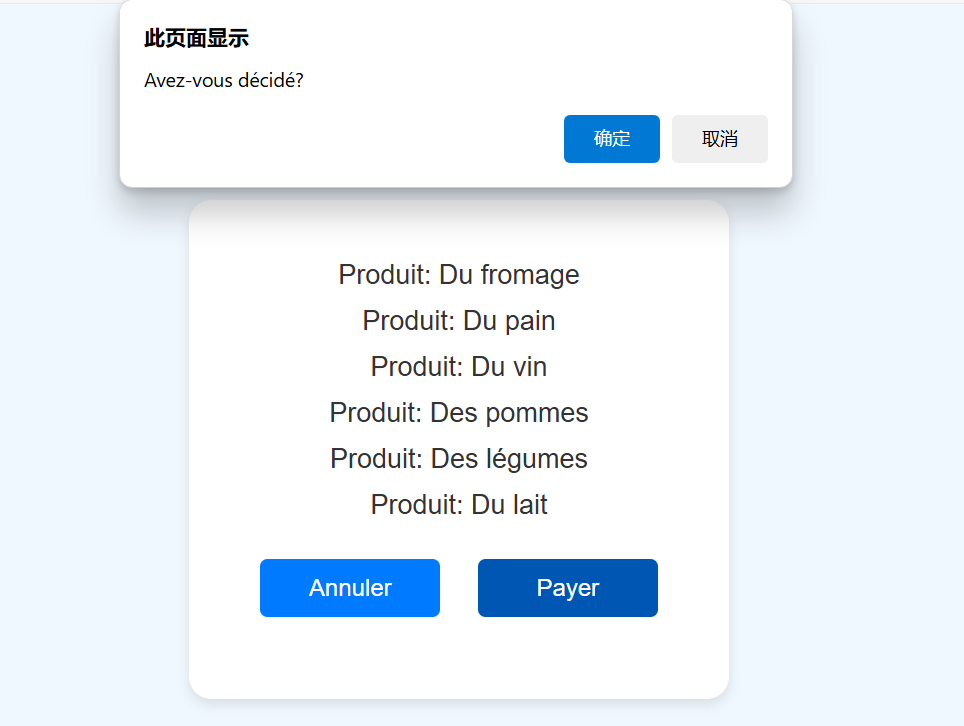 此页面显示
Avez-vous décidé?
确定 取消
Produit: Du fromage
Produit: Du pain
Produit: Du vin
Produit: Des pommes
Produit: Des légumes
Produit: Du lait
Annuler Payer